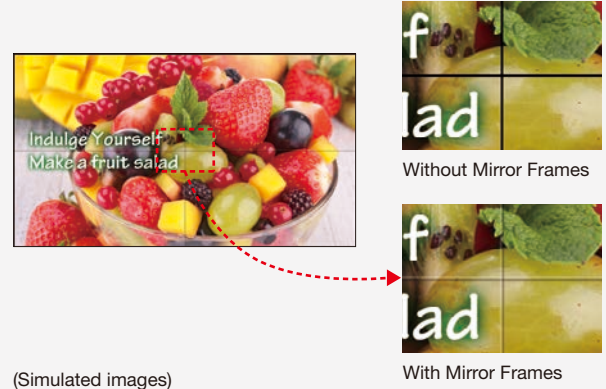 Indulge Yourself
Make a fruit salad
f
lad
Without Mirror Frames
f
lad
With Mirror Frames
(Simulated images)